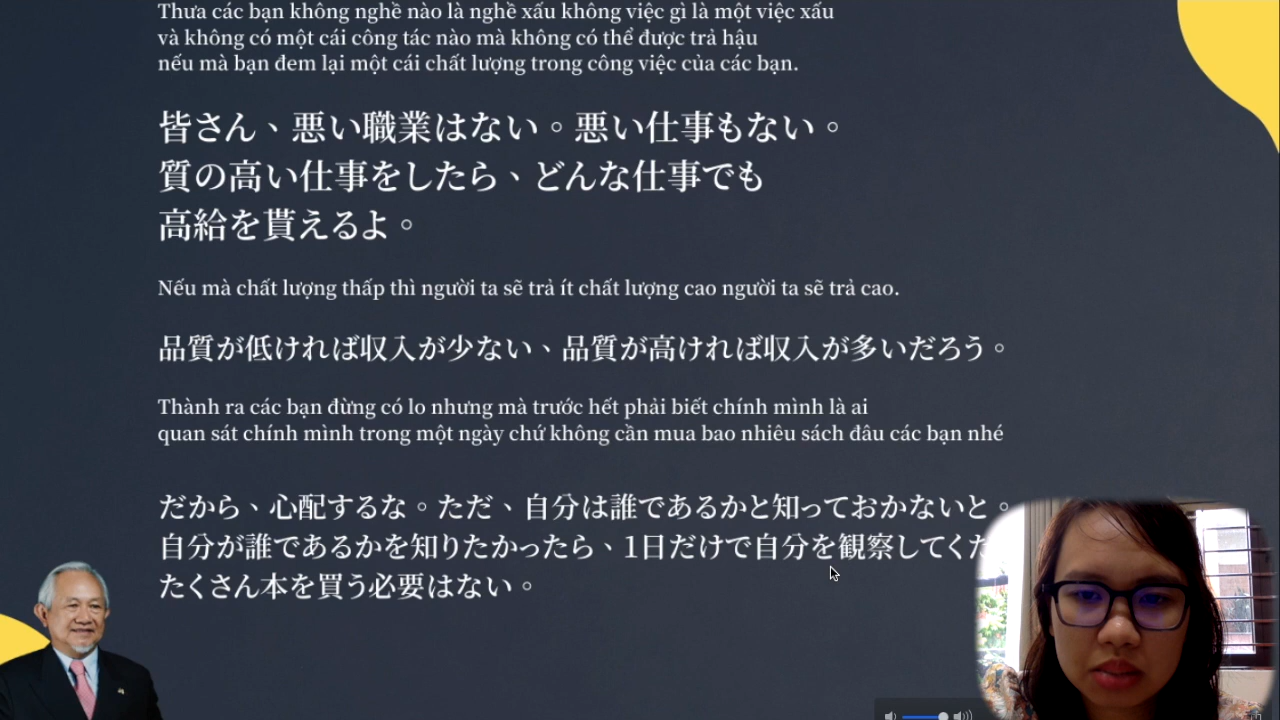 Thưa các bạn không nghề nào là nghề xấu không việc gì là một việc xấu
và không có một cái công tác nào mà không có thể được trả hậu
nếu mà bạn đem lại một cái chất lượng trong công việc của các bạn.
皆さん、悪い職業はない。悪い仕事もない。
質の高い仕事をしたら、どんな仕事でも
高給を貰えるよ。
Nếu mà chất lượng thấp thì người ta sẽ trả ít chất lượng cao người ta sẽ trả cao.
品質が低ければ収入が少ない、品質が高ければ収入が多いだろう。
Thành ra các bạn đừng có lo nhưng mà trước hết phải biết chính mình là ai
quan sát chính mình trong một ngày chứ không cần mua bao nhiêu sách đâu các bạn nhé
だから、心配するな。ただ、自分は誰であるかと知っておかないと。
自分が誰であるかを知りたかったら、1日だけで自分を観察してくだ
たくさん本を買う必要はない。